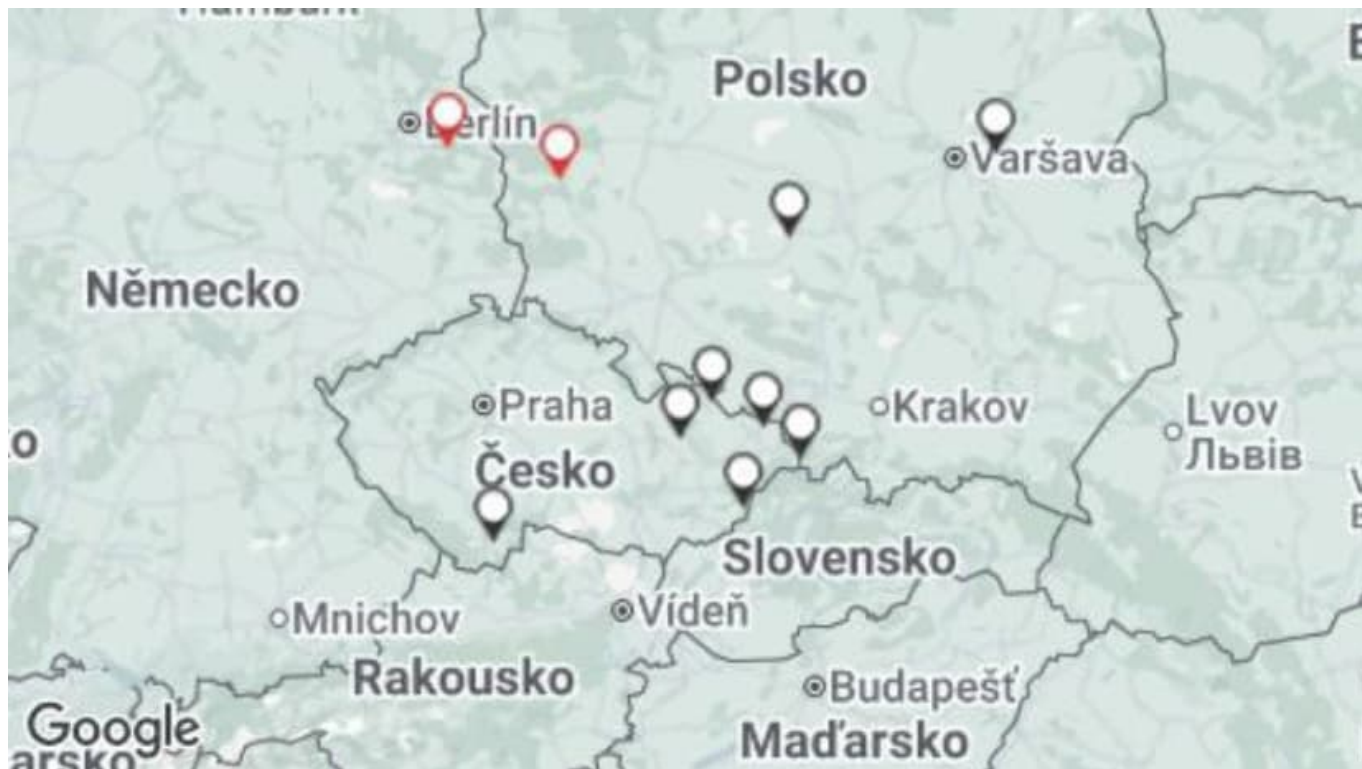 Polsko
Berlín
Varšava
Německo
Praha
Krakov
Lvov
Львів
Česko
Slovensko
Mnichov
Vídeň
Rakousko
Budapešť
Maďarsko
Google